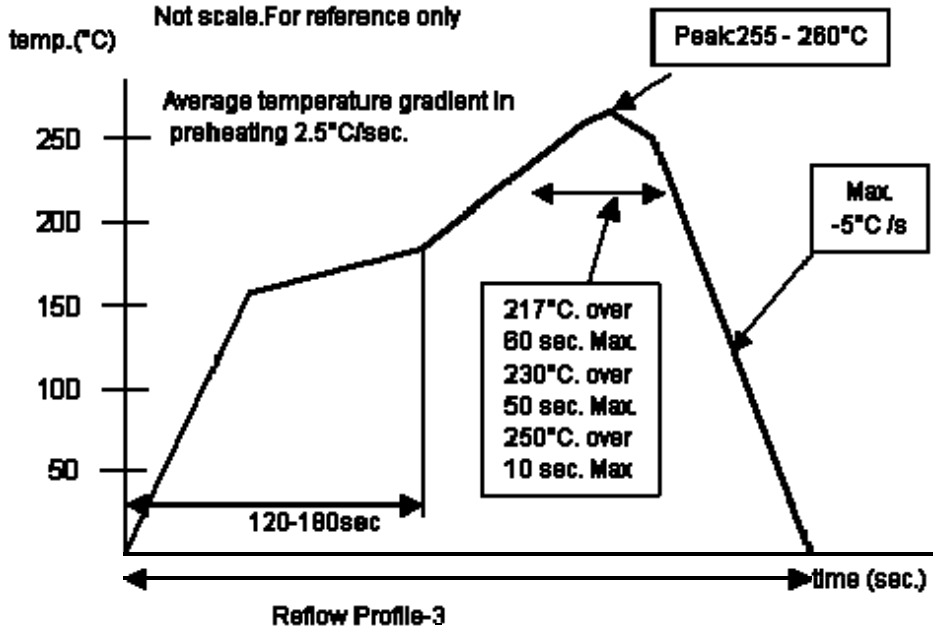 Not scale.For reference only
temp.(°C)
Peak:255 - 260°C
Average temperature gradient in
preheating 2.5°C/sec.
250
200
150
100
50
Max.
-5°C /s
217°C. over
60 sec. Max.
230°C. over
50 sec. Max.
250°C. over
10 sec. Max
120-180sec
time (sec.)
Reflow Profile-3